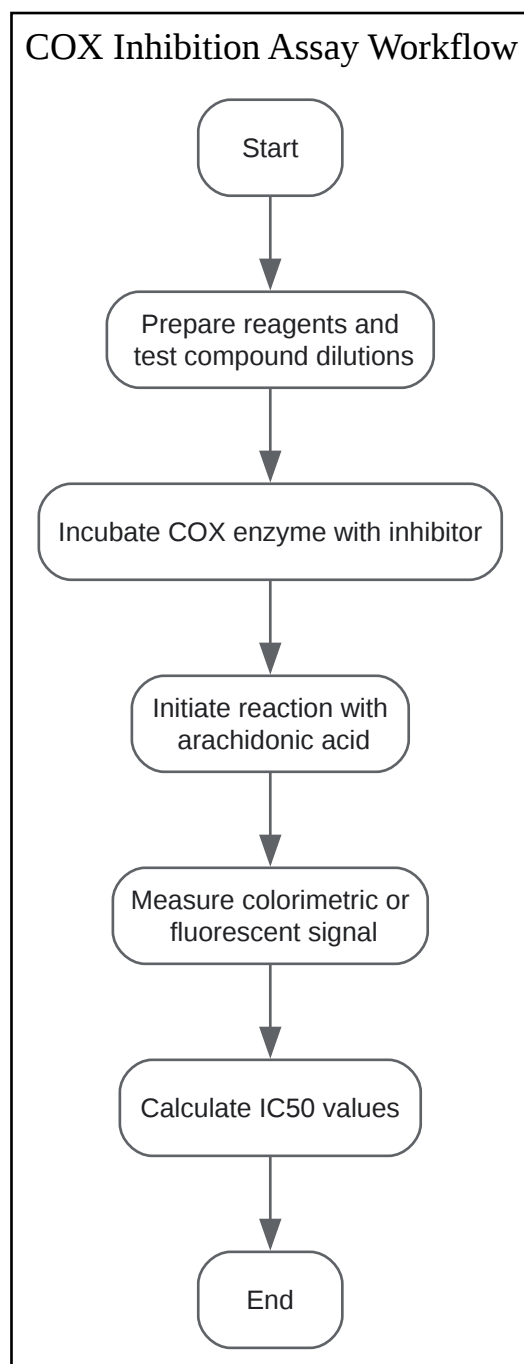 COX Inhibition Assay Workflow
Start
Prepare reagents and
test compound dilutions
Incubate COX enzyme with inhibitor
Initiate reaction with
arachidonic acid
Measure colorimetric or
fluorescent signal
Calculate IC50 values
End